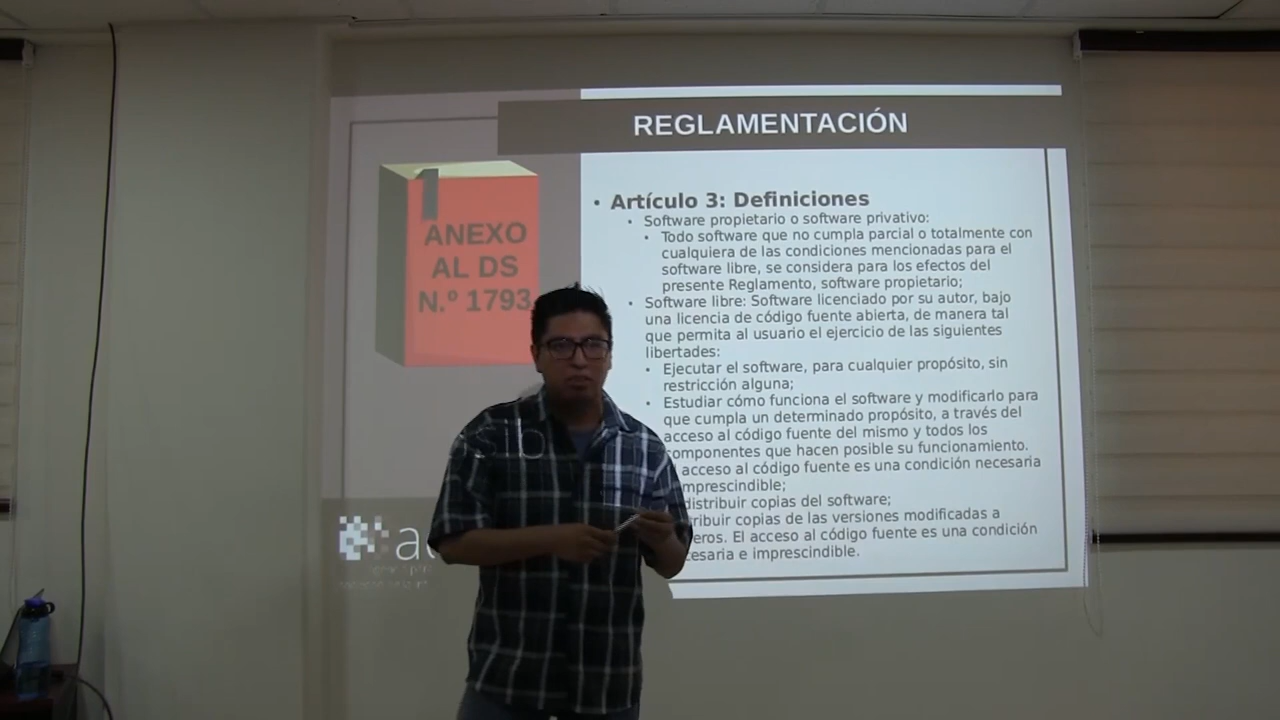 REGLAMENTACIÓN
1
ANEXO
AL DS
N.º 1793
• Artículo 3: Definiciones
• Software propietario o software privativo:
• Todo software que no cumpla parcial o totalmente con
cualquiera de las condiciones mencionadas para el
software libre, se considera para los efectos del
presente Reglamento, software propietario;
• Software libre: Software licenciado por su autor, bajo
una licencia de código fuente abierta, de manera tal
que permita al usuario el ejercicio de las siguientes
libertades:
• Ejecutar el software, para cualquier propósito, sin
restricción alguna;
• Estudiar cómo funciona el software y modificarlo para
que cumpla un determinado propósito, a través del
acceso al código fuente del mismo y todos los
omponentes que hacen posible su funcionamiento.
acceso al código fuente es una condición necesaria
mprescindible;
distribuir copias del software;
ribuir copias de las versiones modificadas a
eros. El acceso al código fuente es una condición
cesaria e imprescindible.